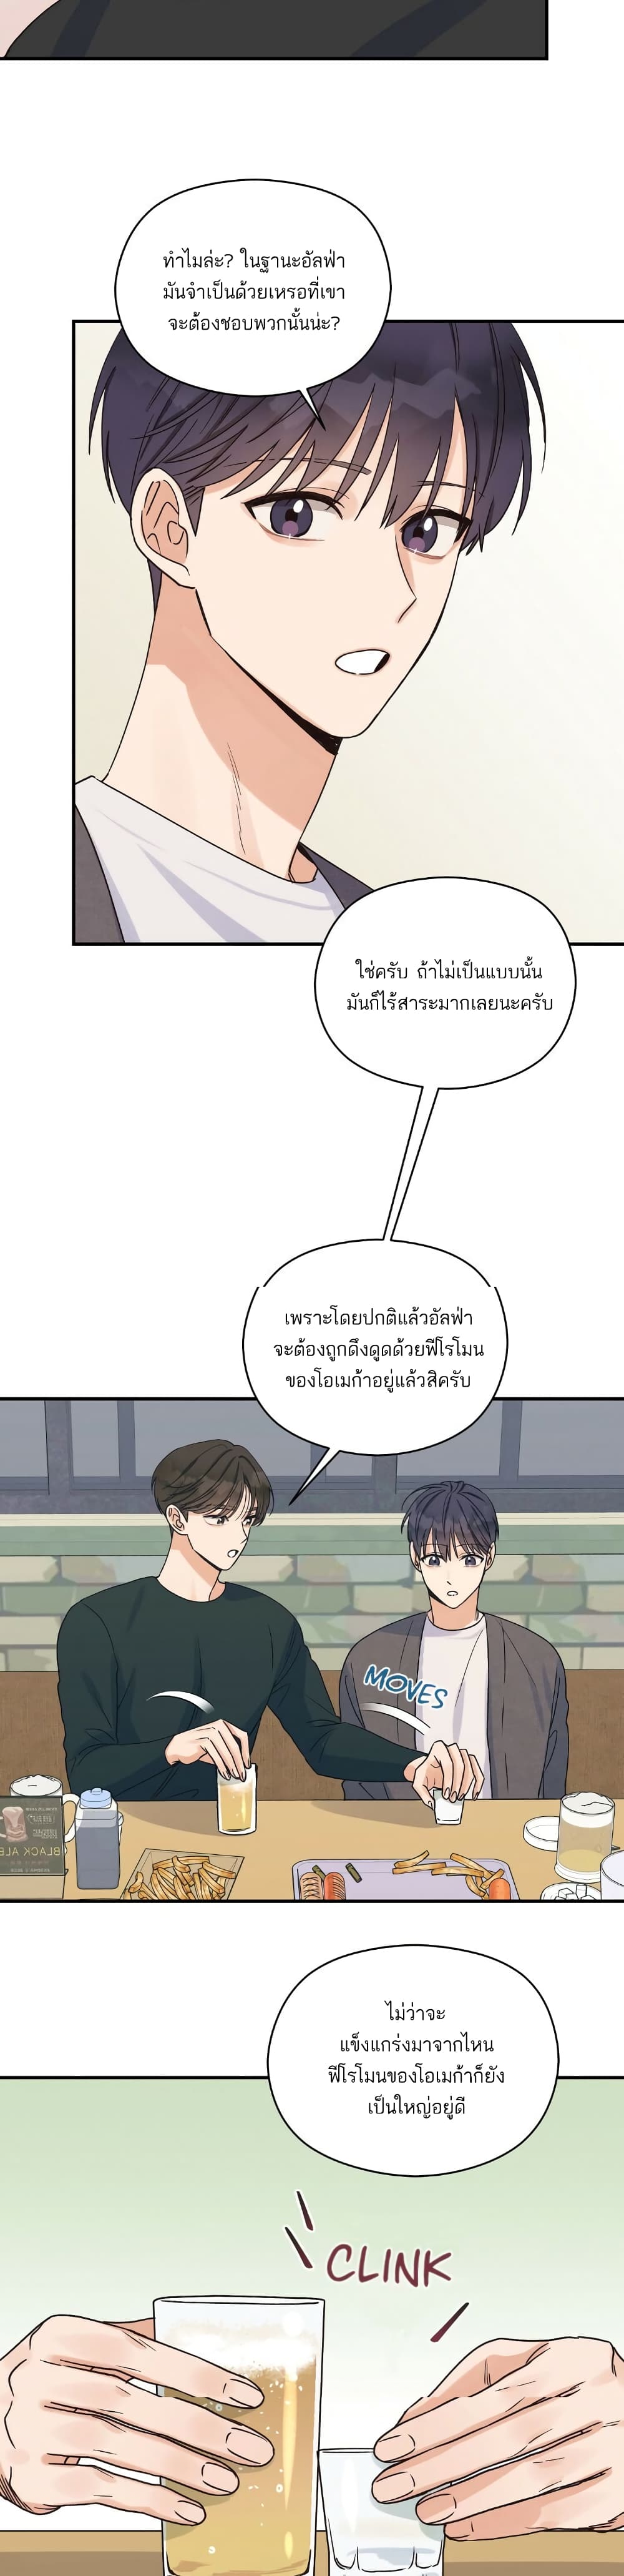 ทำไมล่ะ? ในฐานะอัลฟ่า
มันจำเป็นด้วยเหรอที่เขา
จะต้องชอบพวกนั้นน่ะ?
ใช่ครับ ถ้าไม่เป็นแบบนั้น
มันก็ไร้สาระมากเลยนะครับ
เพราะโดยปกติแล้วอัลฟ่า
จะต้องถูกดึงดูดด้วยฟีโรโมน
ของโอเมก้าอยู่แล้วสิครับ
MOVES
ไม่ว่าจะ
แข็งแกร่งมาจากไหน
ฟีโรโมนของโอเมก้าก็ยัง
เป็นใหญ่อยู่ดี
CLINK